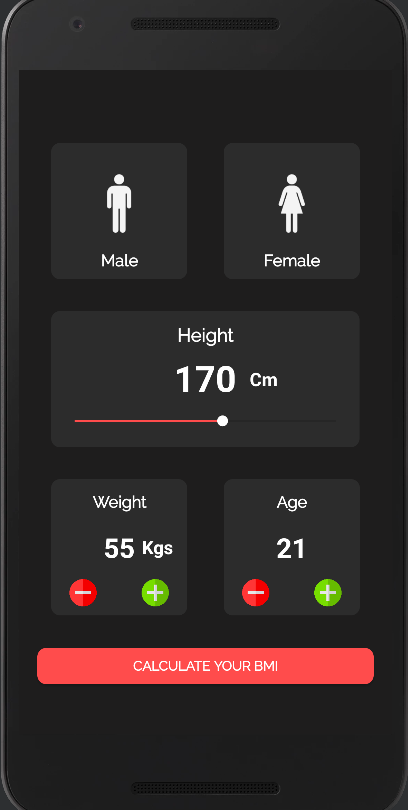 Male Female
Height
170 Cm
Weight Age
55 Kgs 21
CALCULATE YOUR BMI